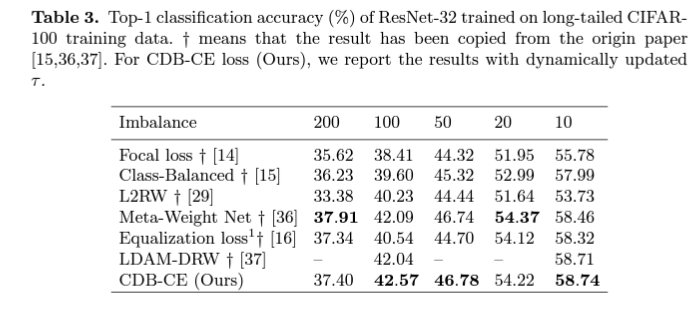 Table 3. Top-1 classification accuracy (%) of ResNet-32 trained on long-tailed CIFAR-
100 training data. † means that the result has been copied from the origin paper
[15,36,37]. For CDB-CE loss (Ours), we report the results with dynamically updated
τ.
Imbalance 200 100 50 20 10
Focal loss † [14] 35.62 38.41 44.32 51.95 55.78
Class-Balanced † [15] 36.23 39.60 45.32 52.99 57.99
L2RW † [29] 33.38 40.23 44.44 51.64 53.73
Meta-Weight Net † [36] 37.91 42.09 46.74 54.37 58.46
Equalization loss¹† [16] 37.34 40.54 44.70 54.12 58.32
LDAM-DRW † [37] – 42.04 – – 58.71
CDB-CE (Ours) 37.40 42.57 46.78 54.22 58.74